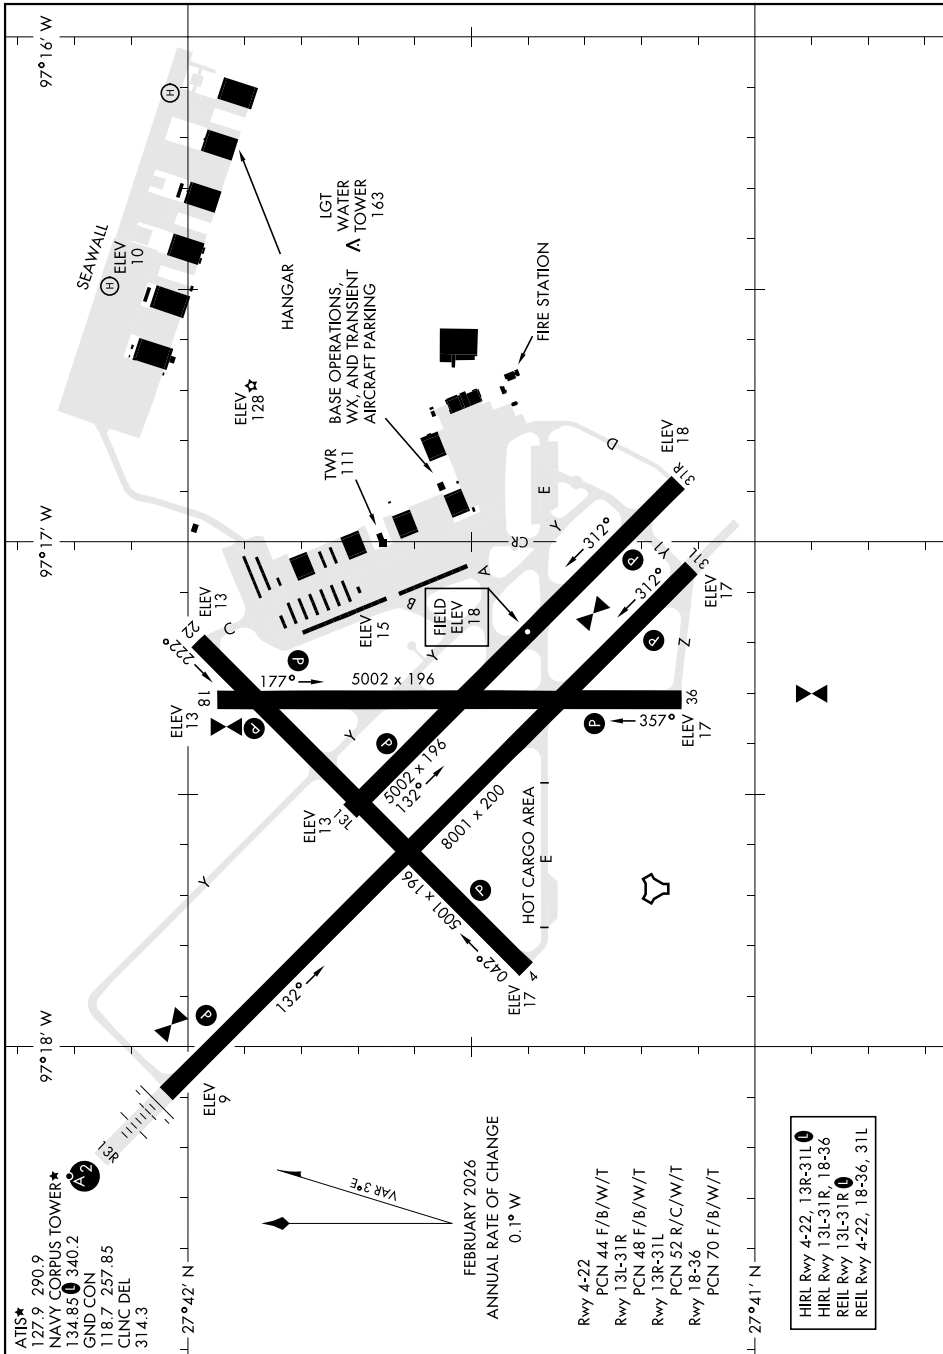 97° 16' W
97° 17' W
97° 18' W
27° 42' N
27° 41' N
SEAWALL
H
H
ELEV
10
HANGAR
LGT
WATER
TOWER
163
ELEV
128
BASE OPERATIONS,
WX, AND TRANSIENT
AIRCRAFT PARKING
FIRE STATION
TWR
111
D
ELEV
18
31R
E
Y
CR
312°
Y1
P
31L
ELEV
17
312°
P
Z
A
B
ELEV
15
FIELD
ELEV
18
Y
C
ELEV
13
22
222°
ELEV
13
18
177°
P
P
5002 x 196
Y
P
P
357°
36
ELEV
17
ELEV
13
13L
5002 x 196
132°
8001 x 200
HOT CARGO AREA
E
5001 x 196
P
042°
4
ELEV
17
Y
132°
P
ELEV
9
13R
A2
ATIS★
127.9 290.9
NAVY CORPUS TOWER★
134.85 L 340.2
GND CON
118.7 257.85
CLNC DEL
314.3
VAR 3° E
FEBRUARY 2026
ANNUAL RATE OF CHANGE
0.1° W
Rwy 4-22
PCN 44 F/B/W/T
Rwy 13L-31R
PCN 48 F/B/W/T
Rwy 13R-31L
PCN 52 R/C/W/T
Rwy 18-36
PCN 70 F/B/W/T
HIRL Rwy 4-22, 13R-31L L
HIRL Rwy 13L-31R, 18-36
REIL Rwy 13L-31R L
REIL Rwy 4-22, 18-36, 31L